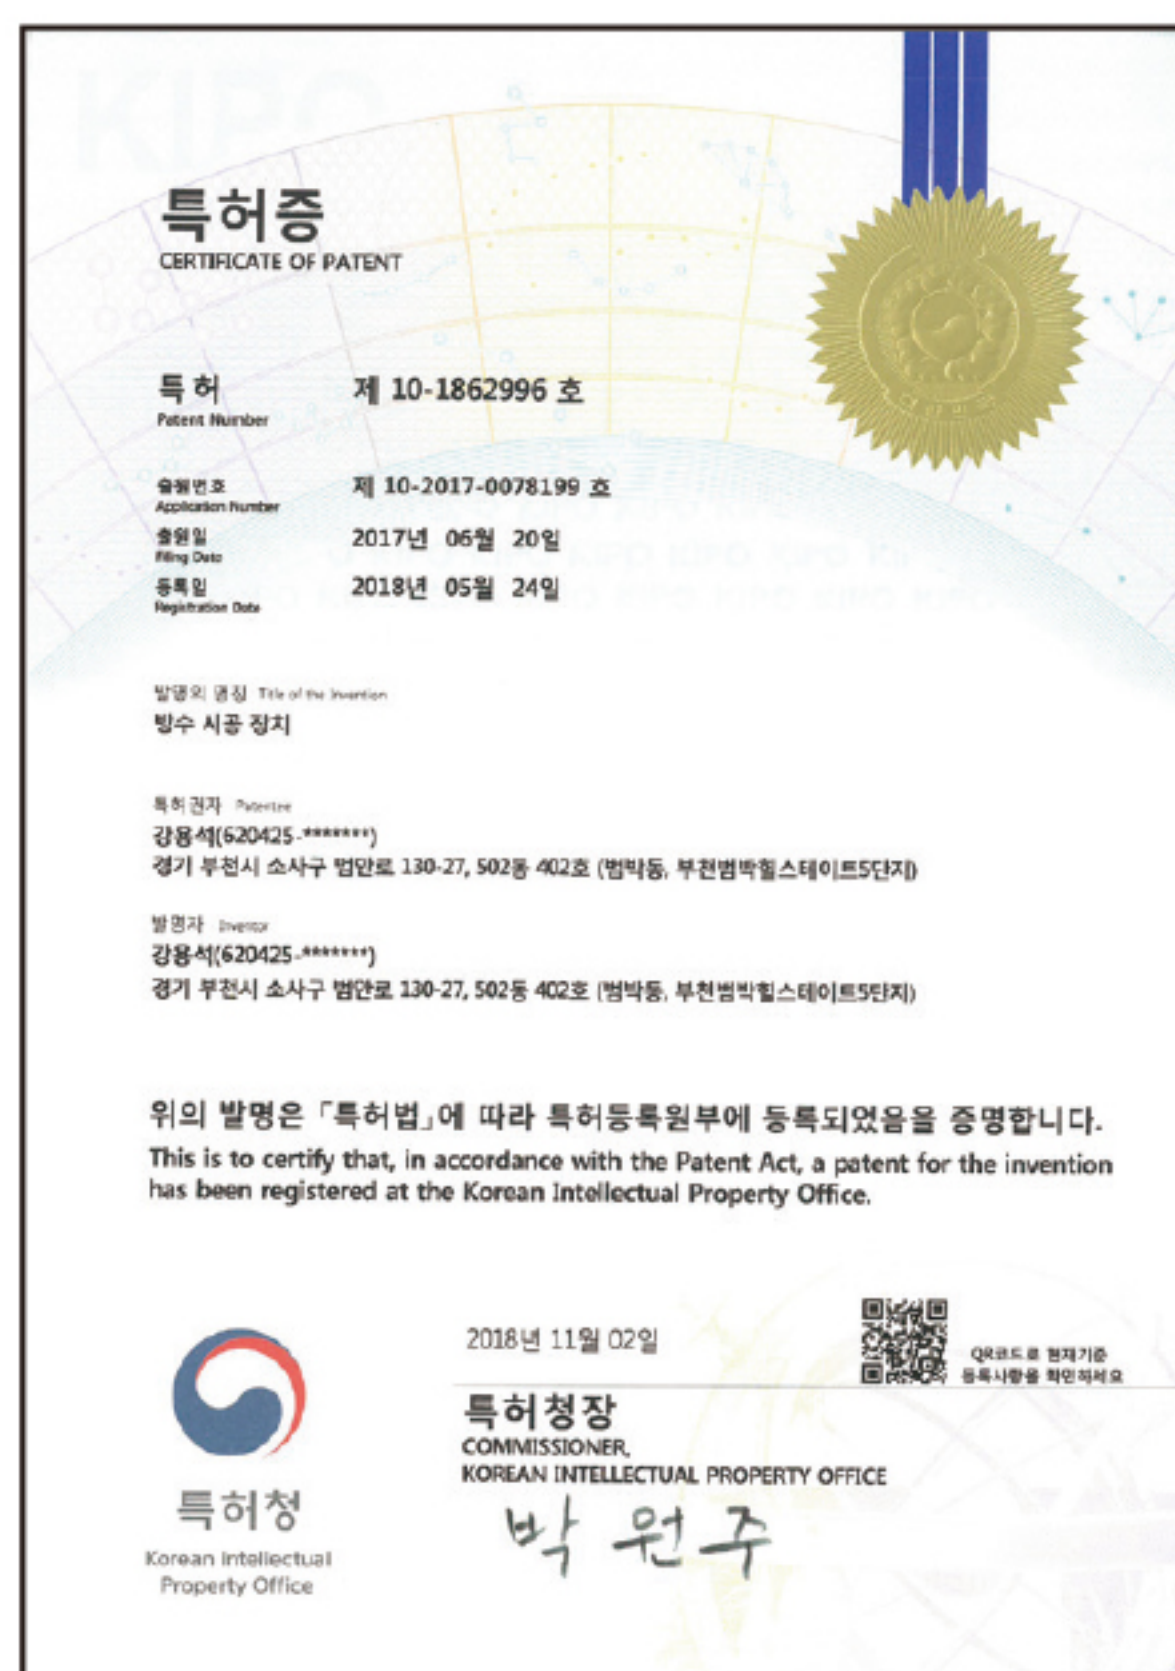 특허증
CERTIFICATE OF PATENT
특허 제 10-1862996 호
Patent Number
출원번호 제 10-2017-0078199 호
Application Number
출원일 2017년 06월 20일
Filing Date
등록일 2018년 05월 24일
Registration Date
발명의 명칭 Title of the Invention
방수 시공 장치
특허권자 Patentee
강용석(620425-*******)
경기 부천시 소사구 범안로 130-27, 502동 402호 (범박동, 부천범박힐스테이트5단지)
발명자 Inventor
강용석(620425-*******)
경기 부천시 소사구 범안로 130-27, 502동 402호 (범박동, 부천범박힐스테이트5단지)
위의 발명은 「특허법」에 따라 특허등록원부에 등록되었음을 증명합니다.
This is to certify that, in accordance with the Patent Act, a patent for the invention
has been registered at the Korean Intellectual Property Office.
2018년 11월 02일
QR코드로 현재기준
등록사항을 확인하세요
특허청장
COMMISSIONER,
KOREAN INTELLECTUAL PROPERTY OFFICE
박원주
특허청
Korean Intellectual
Property Office